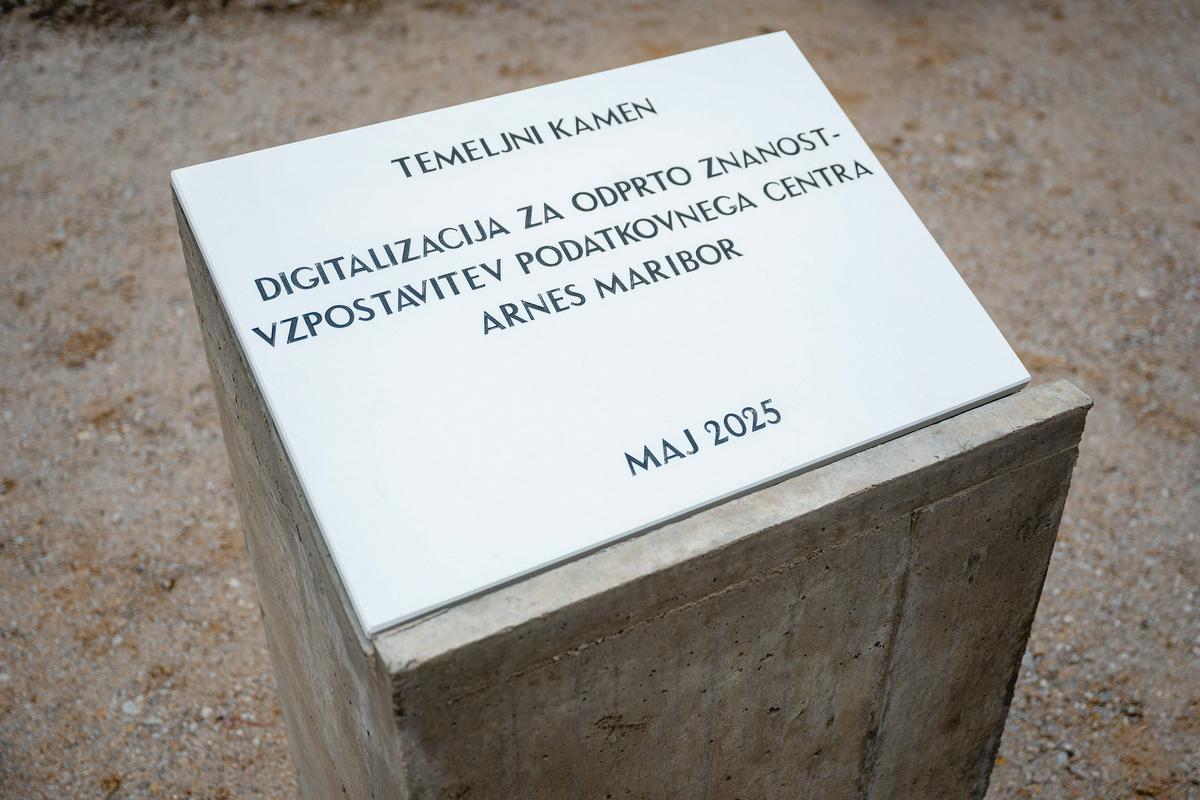 TEMELJNI KAMEN
DIGITALIZACIJA ZA ODPRTO ZNANOST-
VZPOSTAVITEV PODATKOVNEGA CENTRA
ARNES MARIBOR
MAJ 2025